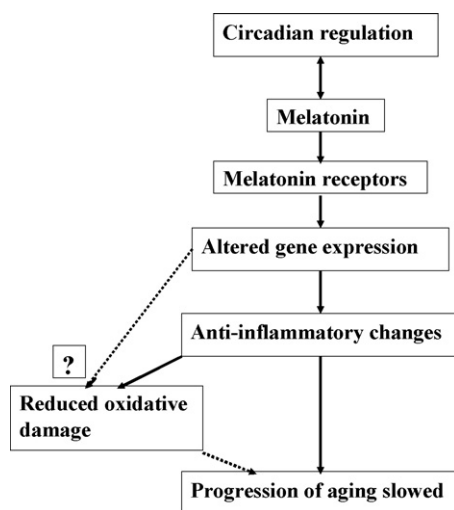 Circadian regulation
Melatonin
Melatonin receptors
Altered gene expression
Anti-inflammatory changes
?
Reduced oxidative
damage
Progression of aging slowed